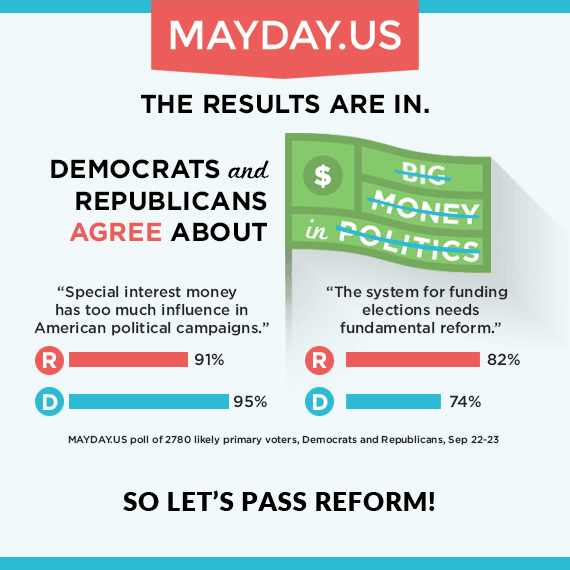 MAYDAY.US
THE RESULTS ARE IN.
DEMOCRATS and
REPUBLICANS
AGREE ABOUT
$
BIG
MONEY
in POLITICS
“Special interest money
has too much influence in
American political campaigns.”
R 91%
D 95%
“The system for funding
elections needs
fundamental reform.”
R 82%
D 74%
MAYDAY.US poll of 2780 likely primary voters, Democrats and Republicans, Sep 22-23
SO LET’S PASS REFORM!